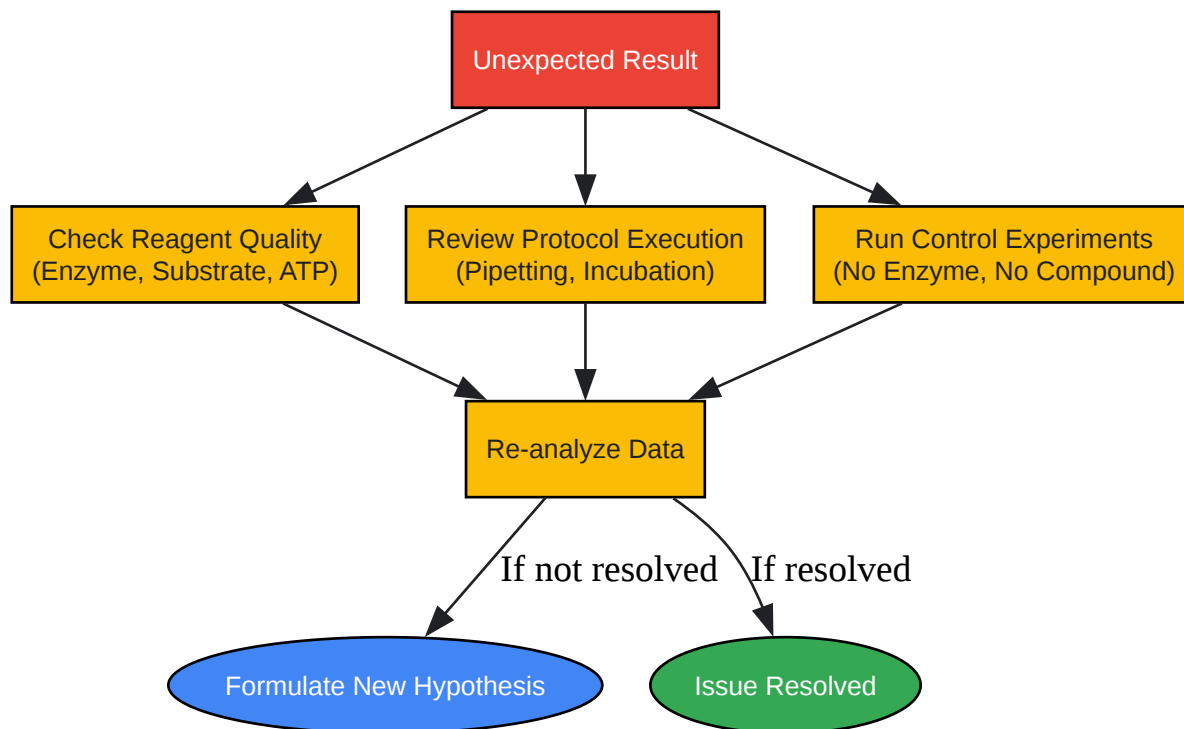 Unexpected Result
Check Reagent Quality
(Enzyme, Substrate, ATP)
Review Protocol Execution
(Pipetting, Incubation)
Run Control Experiments
(No Enzyme, No Compound)
Re-analyze Data
If not resolved
If resolved
Formulate New Hypothesis
Issue Resolved